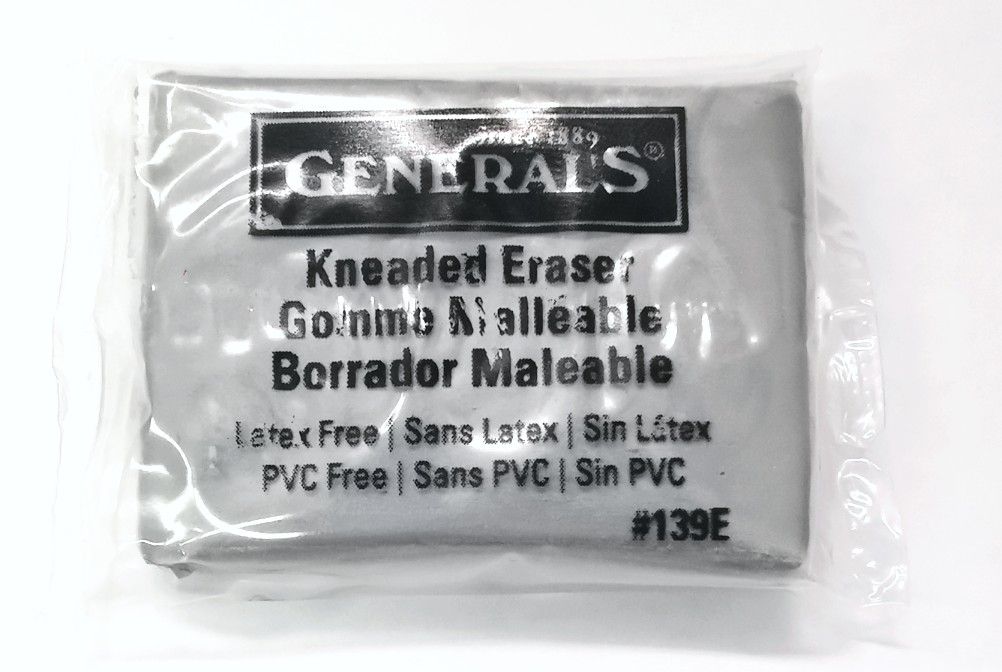 Since 1889
GENERAL'S®
Kneaded Eraser
Gomme Malléable
Borrador Maleable
Latex Free | Sans Latex | Sin Látex
PVC Free | Sans PVC | Sin PVC
#139E